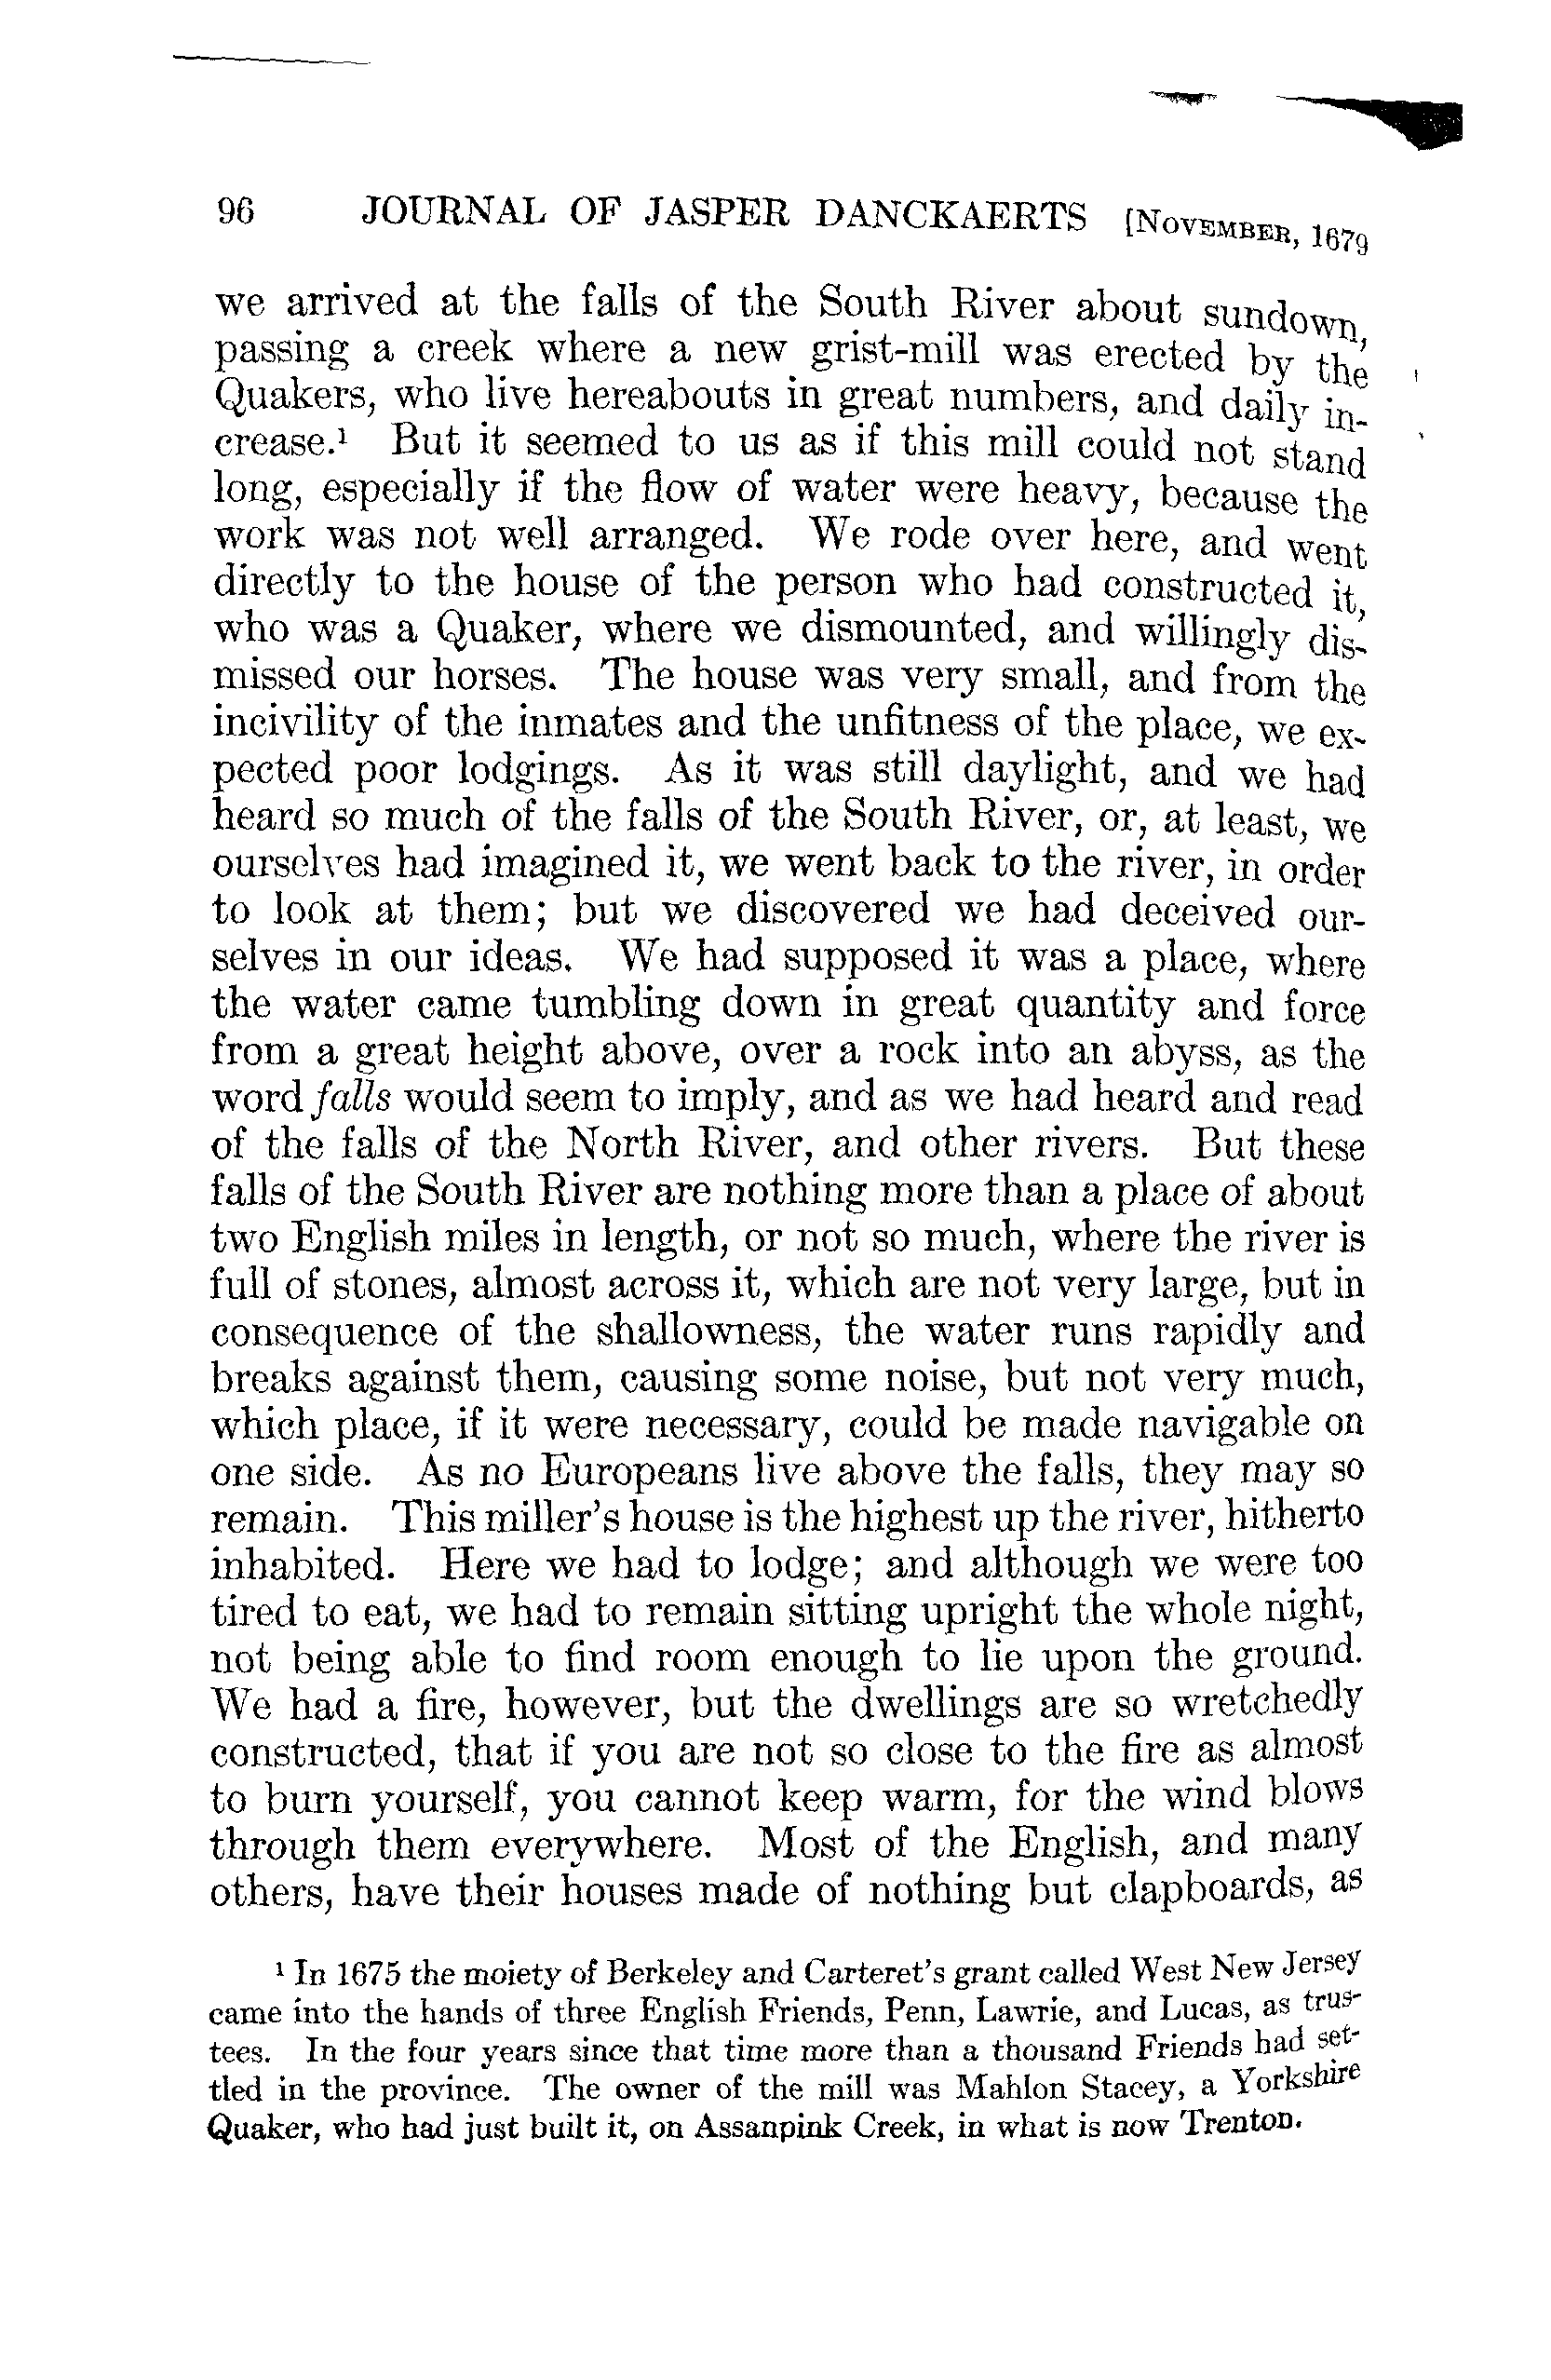 96 JOURNAL OF JASPER DANCKAERTS [NOVEMBER, 1679
we arrived at the falls of the South River about sundown,
passing a creek where a new grist-mill was erected by the
Quakers, who live hereabouts in great numbers, and daily in-
crease.¹ But it seemed to us as if this mill could not stand
long, especially if the flow of water were heavy, because the
work was not well arranged. We rode over here, and went
directly to the house of the person who had constructed it,
who was a Quaker, where we dismounted, and willingly dis-
missed our horses. The house was very small, and from the
incivility of the inmates and the unfitness of the place, we ex-
pected poor lodgings. As it was still daylight, and we had
heard so much of the falls of the South River, or, at least, we
ourselves had imagined it, we went back to the river, in order
to look at them; but we discovered we had deceived our-
selves in our ideas. We had supposed it was a place, where
the water came tumbling down in great quantity and force
from a great height above, over a rock into an abyss, as the
word falls would seem to imply, and as we had heard and read
of the falls of the North River, and other rivers. But these
falls of the South River are nothing more than a place of about
two English miles in length, or not so much, where the river is
full of stones, almost across it, which are not very large, but in
consequence of the shallowness, the water runs rapidly and
breaks against them, causing some noise, but not very much,
which place, if it were necessary, could be made navigable on
one side. As no Europeans live above the falls, they may so
remain. This miller's house is the highest up the river, hitherto
inhabited. Here we had to lodge; and although we were too
tired to eat, we had to remain sitting upright the whole night,
not being able to find room enough to lie upon the ground.
We had a fire, however, but the dwellings are so wretchedly
constructed, that if you are not so close to the fire as almost
to burn yourself, you cannot keep warm, for the wind blows
through them everywhere. Most of the English, and many
others, have their houses made of nothing but clapboards, as
¹ In 1675 the moiety of Berkeley and Carteret's grant called West New Jersey
came into the hands of three English Friends, Penn, Lawrie, and Lucas, as trus-
tees. In the four years since that time more than a thousand Friends had set-
tled in the province. The owner of the mill was Mahlon Stacey, a Yorkshire
Quaker, who had just built it, on Assanpink Creek, in what is now Trenton.